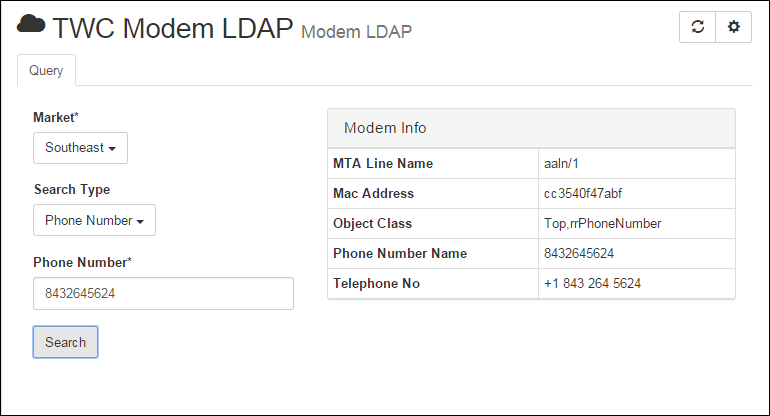 TWC Modem LDAP Modem LDAP
Query
Market*
Southeast
Search Type
Phone Number
Phone Number*
8432645624
Search
Modem Info
MTA Line Name aaln/1
Mac Address cc3540f47abf
Object Class Top,rrPhoneNumber
Phone Number Name 8432645624
Telephone No +1 843 264 5624